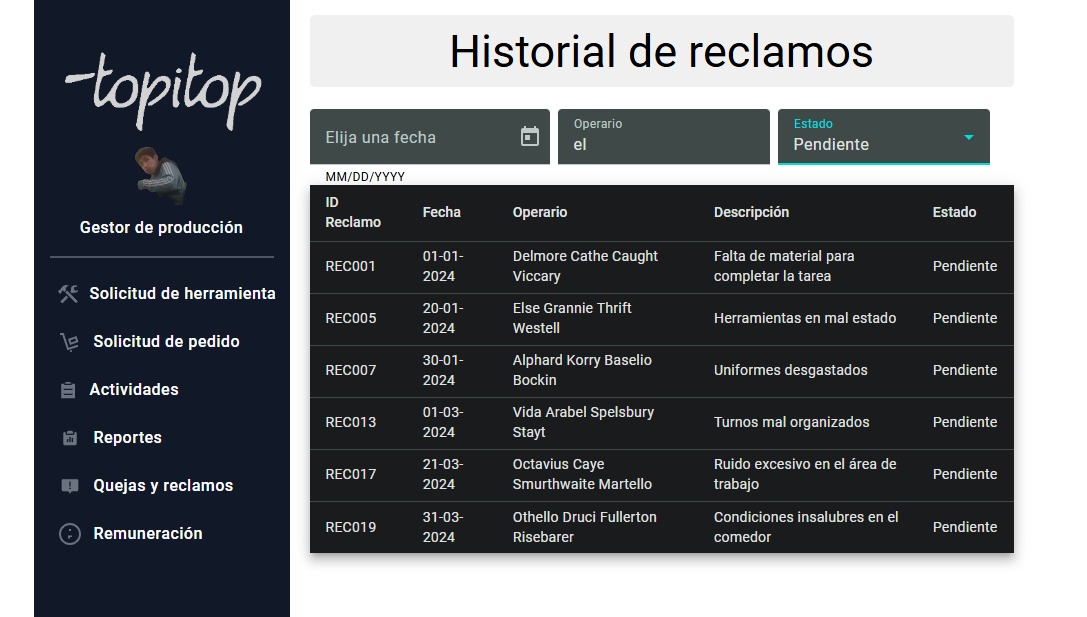 topitop
Gestor de producción
Solicitud de herramienta
Solicitud de pedido
Actividades
Reportes
Quejas y reclamos
Remuneración
Historial de reclamos
Elija una fecha
MM/DD/YYYY
Operario
el
Estado
Pendiente
ID
Reclamo
Fecha
Operario
Descripción
Estado
REC001
01-01-
2024
Delmore Cathe Caught
Viccary
Falta de material para
completar la tarea
Pendiente
REC005
20-01-
2024
Else Grannie Thrift
Westell
Herramientas en mal estado
Pendiente
REC007
30-01-
2024
Alphard Korry Baselio
Bockin
Uniformes desgastados
Pendiente
REC013
01-03-
2024
Vida Arabel Spelsbury
Stayt
Turnos mal organizados
Pendiente
REC017
21-03-
2024
Octavius Caye
Smurthwaite Martello
Ruido excesivo en el área de
trabajo
Pendiente
REC019
31-03-
2024
Othello Druci Fullerton
Risebarer
Condiciones insalubres en el
comedor
Pendiente